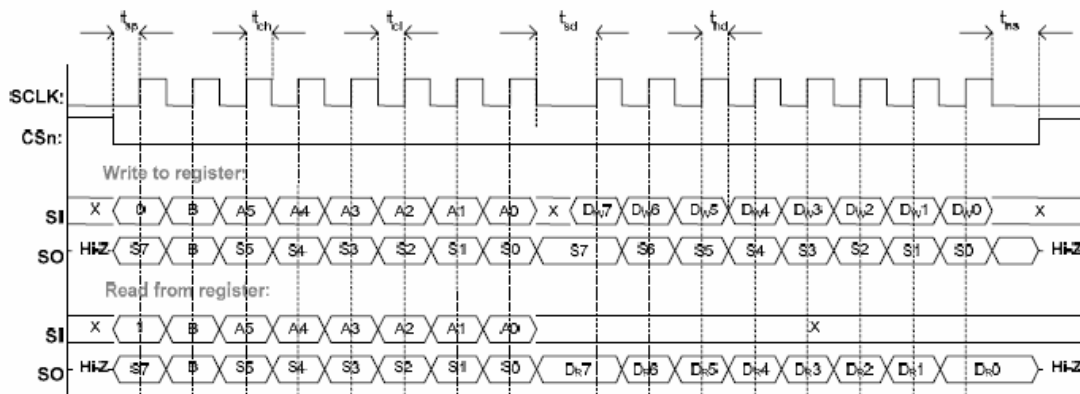 tsp tch tcl tsd thd tns
SCLK:
CSn:
Write to register:
SI X 0 B A5 A4 A3 A2 A1 A0 X DW7 DW6 DW5 DW4 DW3 DW2 DW1 DW0 X
SO Hi-Z S7 B S5 S4 S3 S2 S1 S0 S7 S6 S5 S4 S3 S2 S1 S0 Hi-Z
Read from register:
SI X 1 B A5 A4 A3 A2 A1 A0 X
SO Hi-Z S7 B S5 S4 S3 S2 S1 S0 DR7 DR6 DR5 DR4 DR3 DR2 DR1 DR0 Hi-Z